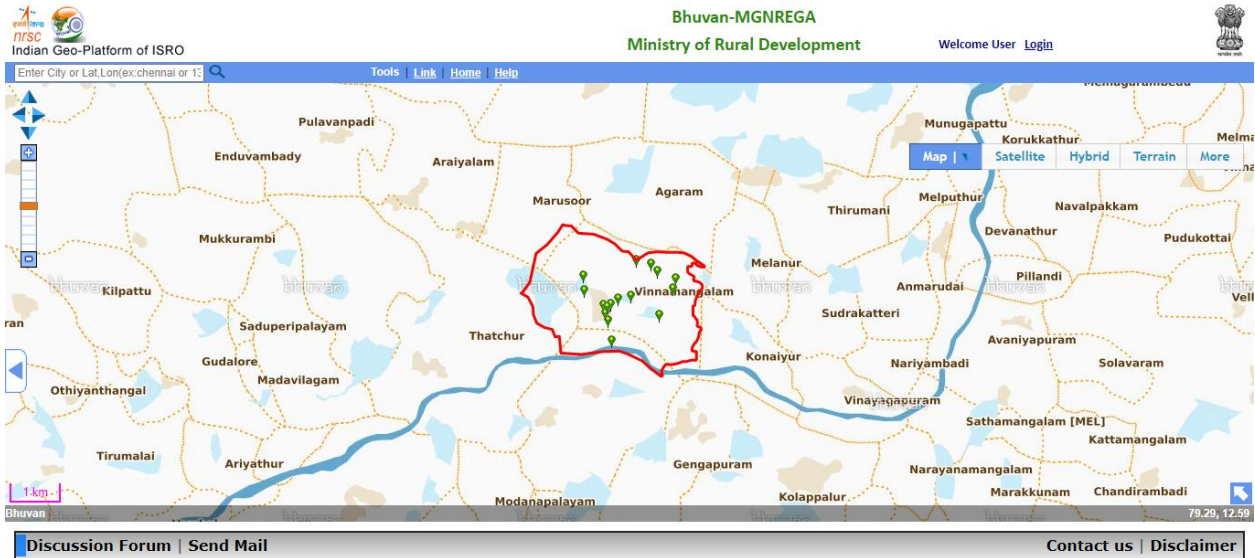 Bhuvan-MGNREGA
Ministry of Rural Development
nrsc
Indian Geo-Platform of ISRO
Welcome User Login
Enter City or Lat,Lon(ex:chennai or 13
Tools | Link | Home | Help
Pulavanpadi
Munugapattu
Korukkathur
Map |
Satellite
Hybrid
Terrain
More
Enduvambady
Araiyalam
Agaram
Marusoor
Thirumani
Melputhur
Navalpakkam
Mukkurambi
Devanathur
Pudukottai
Melanur
Kilpattu
Vinnamangalam
Anmarudai
Pillandi
Saduperipalayam
Thatchur
Sudrakatteri
Avaniyapuram
Gudalore
Madavilagam
Konaiyur
Nariyambadi
Solavaram
Othiyanthangal
Vinayagapuram
Sathamangalam [MEL]
Kattamangalam
Tirumalai
Ariyathur
Gengapuram
Narayanamangalam
1 km
Modanapalayam
Kolappalur
Marakkunam
Chandirambadi
Bhuvan
79.29, 12.59
Discussion Forum | Send Mail
Contact us | Disclaimer